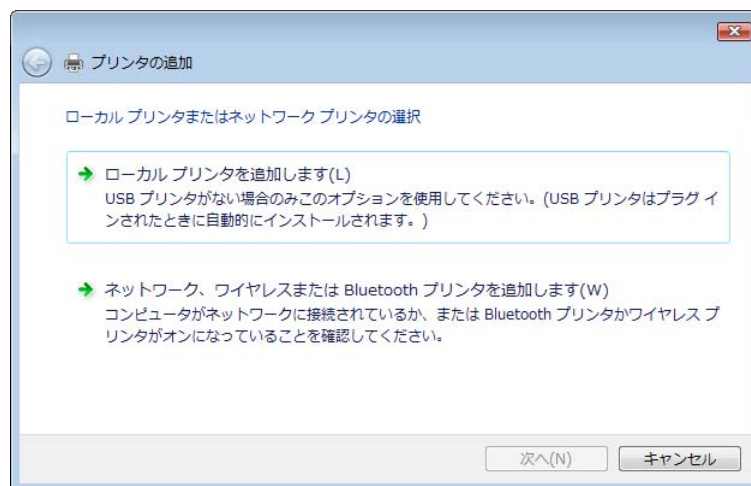 プリンタの追加
ローカル プリンタまたはネットワーク プリンタの選択
ローカル プリンタを追加します(L)
USB プリンタがない場合のみこのオプションを使用してください。(USB プリンタはプラグ イ
ンされたときに自動的にインストールされます。)
ネットワーク、ワイヤレスまたは Bluetooth プリンタを追加します(W)
コンピュータがネットワークに接続されているか、または Bluetooth プリンタかワイヤレス プ
リンタがオンになっていることを確認してください。
次へ(N) キャンセル